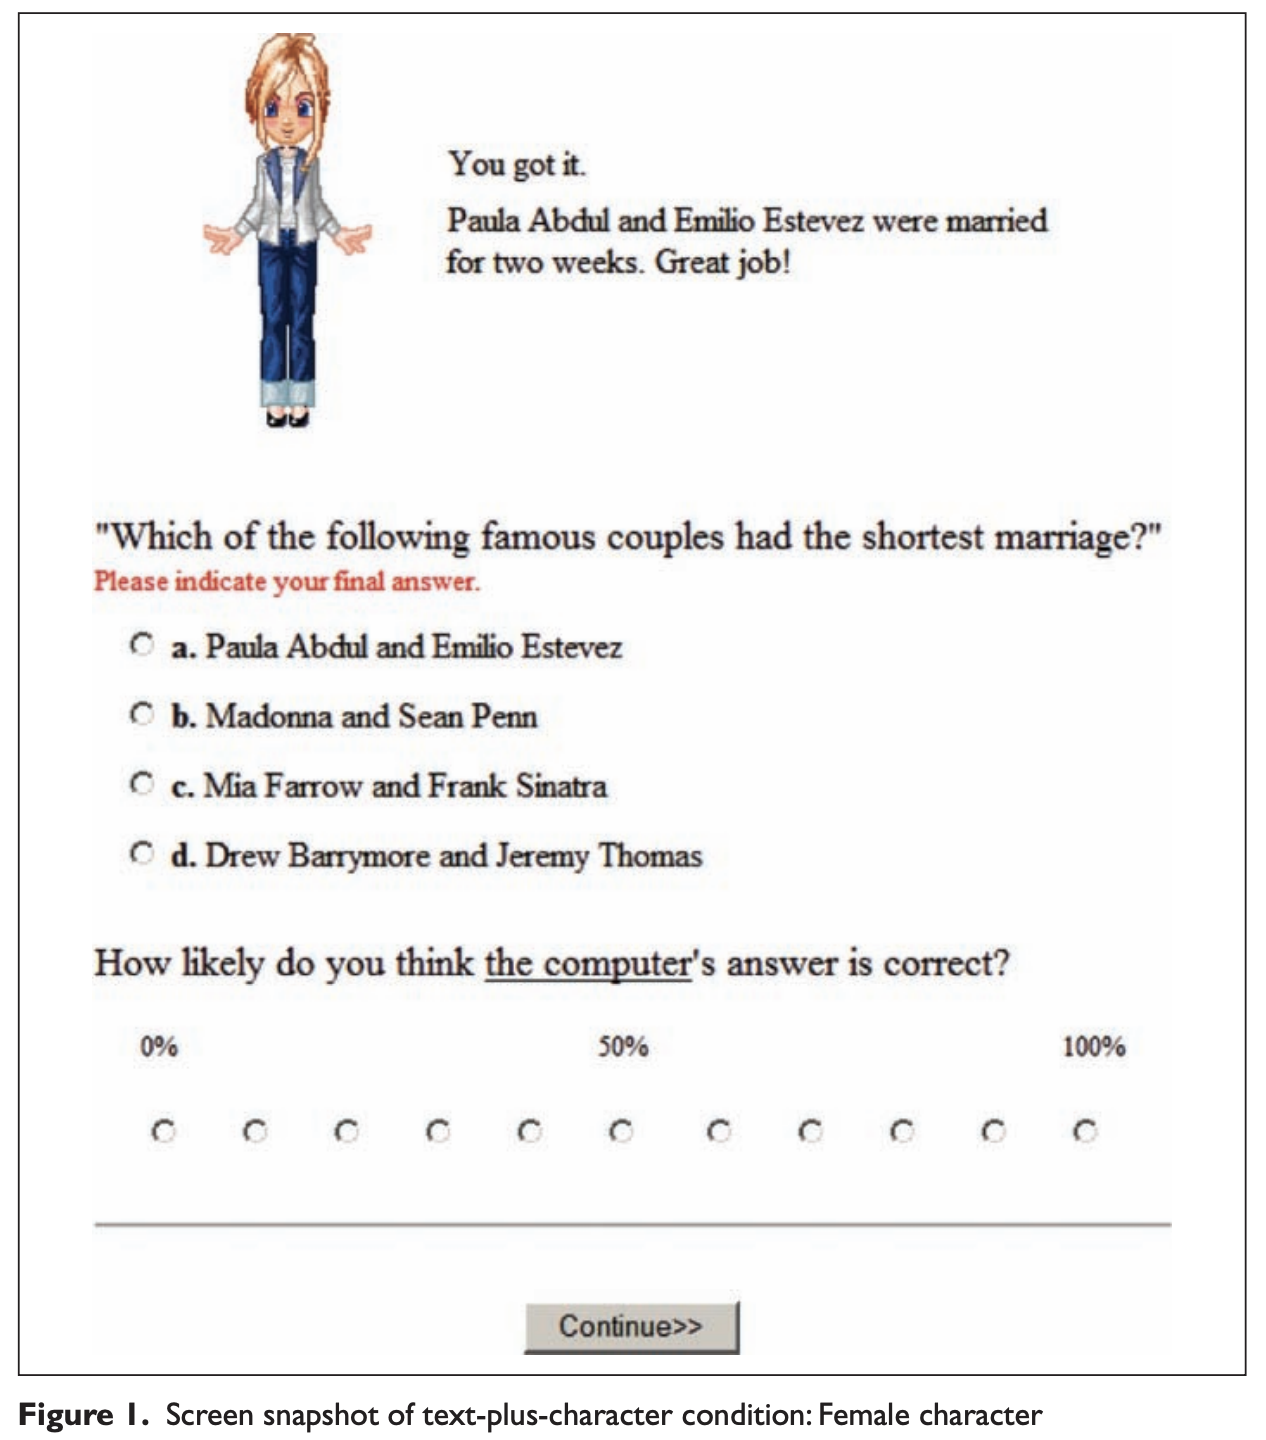 You got it.
Paula Abdul and Emilio Estevez were married
for two weeks. Great job!
"Which of the following famous couples had the shortest marriage?"
Please indicate your final answer.
a. Paula Abdul and Emilio Estevez
b. Madonna and Sean Penn
c. Mia Farrow and Frank Sinatra
d. Drew Barrymore and Jeremy Thomas
How likely do you think the computer's answer is correct?
0% 50% 100%
Continue>>
Figure 1. Screen snapshot of text-plus-character condition: Female character